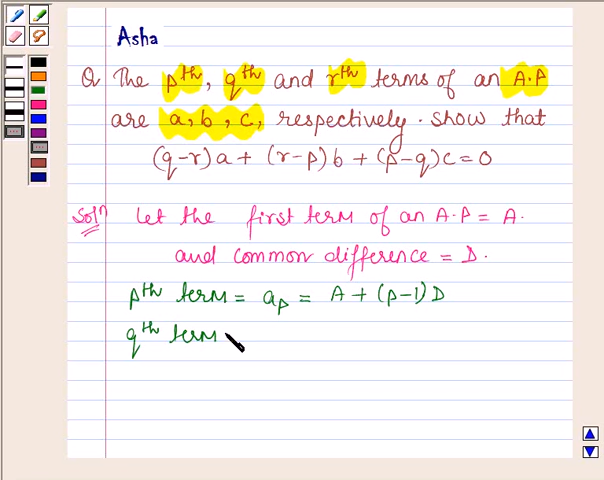 Asha
Q The pth, qth and rth terms of an A.P
are a, b, c, respectively. show that
(q-r)a + (r-p)b + (p-q)c = 0
Soln Let the first term of an A.P = A.
and common difference = D.
pth term = ap = A + (p-1)D
qth term